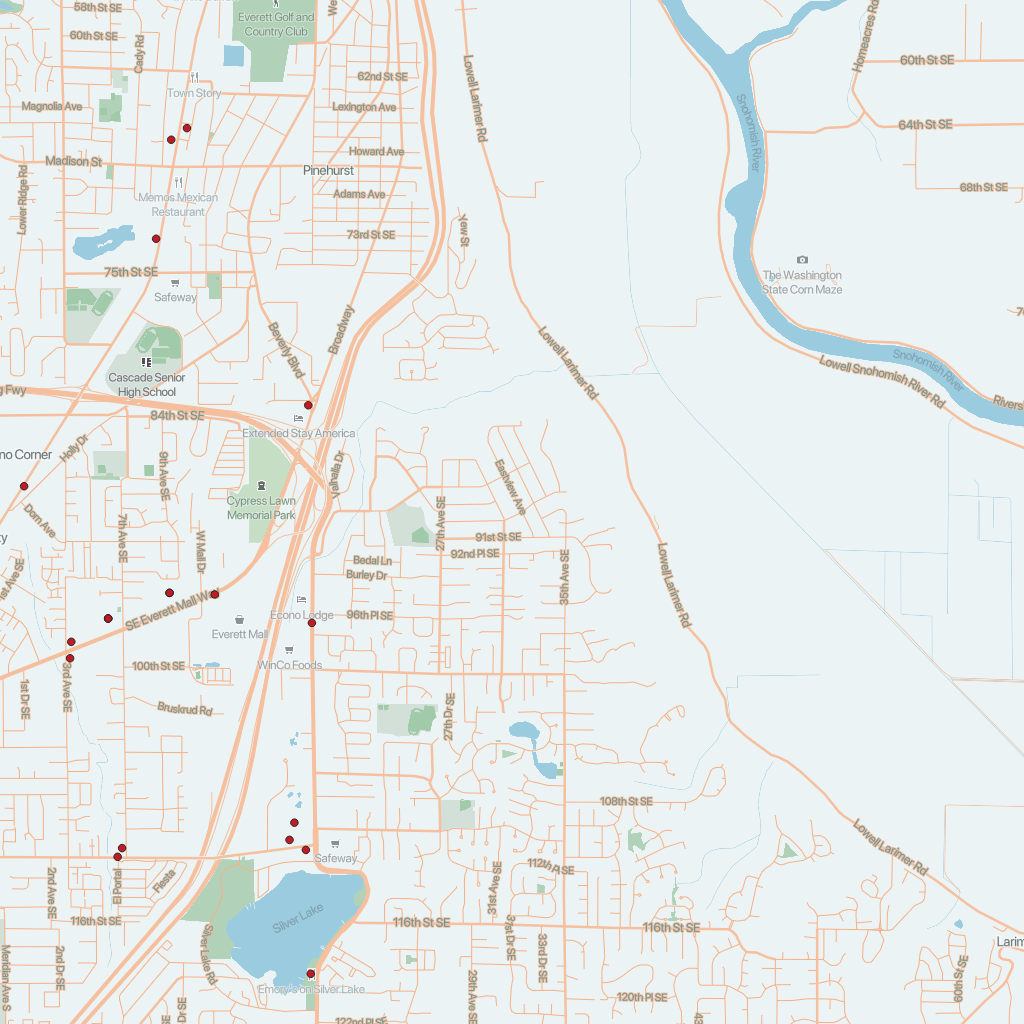 58th St SE
60th St SE
Cady Rd
Everett Golf and
Country Club
62nd St SE
Town Story
Magnolia Ave
Lexington Ave
Lowell Larimer Rd
Homeacres Rd
60th St SE
64th St SE
Snohomish River
Madison St
Howard Ave
Pinehurst
Lower Ridge Rd
Memos Mexican
Restaurant
Adams Ave
68th St SE
73rd St SE
Yew St
75th St SE
Safeway
The Washington
State Corn Maze
Broadway
Beverly Blvd
Cascade Senior
High School
Lowell Larimer Rd
Snohomish River
Lowell Snohomish River Rd
84th St SE
Extended Stay America
Holly Dr
9th Ave SE
Valhalla Dr
Cypress Lawn
Memorial Park
Eastview Ave
Dorn Ave
7th Ave SE
W Mall Dr
27th Ave SE
91st St SE
92nd Pl SE
Bedal Ln
Burley Dr
35th Ave SE
Lowell Larimer Rd
SE Everett Mall Way
Econo Lodge
96th Pl SE
Everett Mall
WinCo Foods
100th St SE
1st Dr SE
3rd Ave SE
Bruskrud Rd
27th Dr SE
108th St SE
Lowell Larimer Rd
Safeway
112th Pl SE
2nd Ave SE
El Portal
Fiesta
31st Ave SE
116th St SE
Silver Lake
116th St SE
116th St SE
Silver Lake Rd
37th Dr SE
33rd Dr SE
Meridian Ave S
2nd Dr SE
Emory's on Silver Lake
29th Ave SE
120th Pl SE
122nd Pl SE